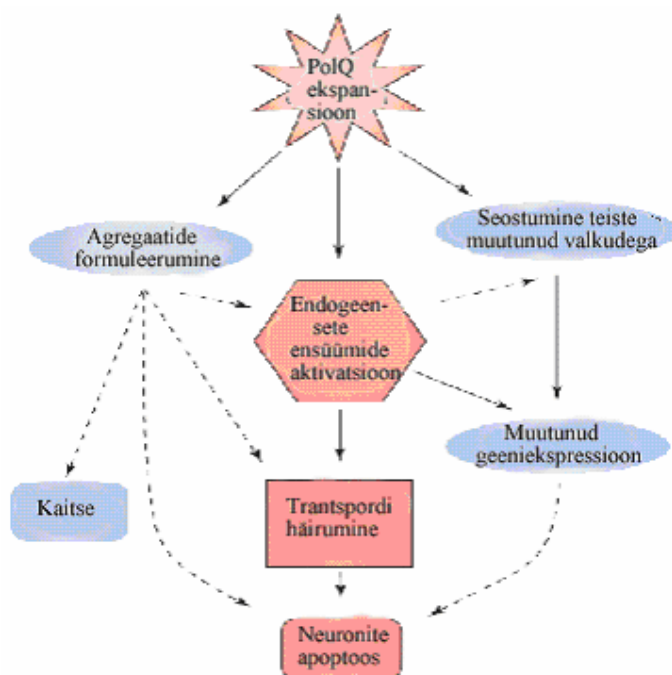 PolQ
ekspan-
sioon
Agregaatide
formuleerumine
Seostumine teiste
muutunud valkudega
Endogeen-
sete
ensüümide
aktivatsioon
Muutunud
geeniekspressioon
Kaitse
Trantspordi
häirumine
Neuronite
apoptoos